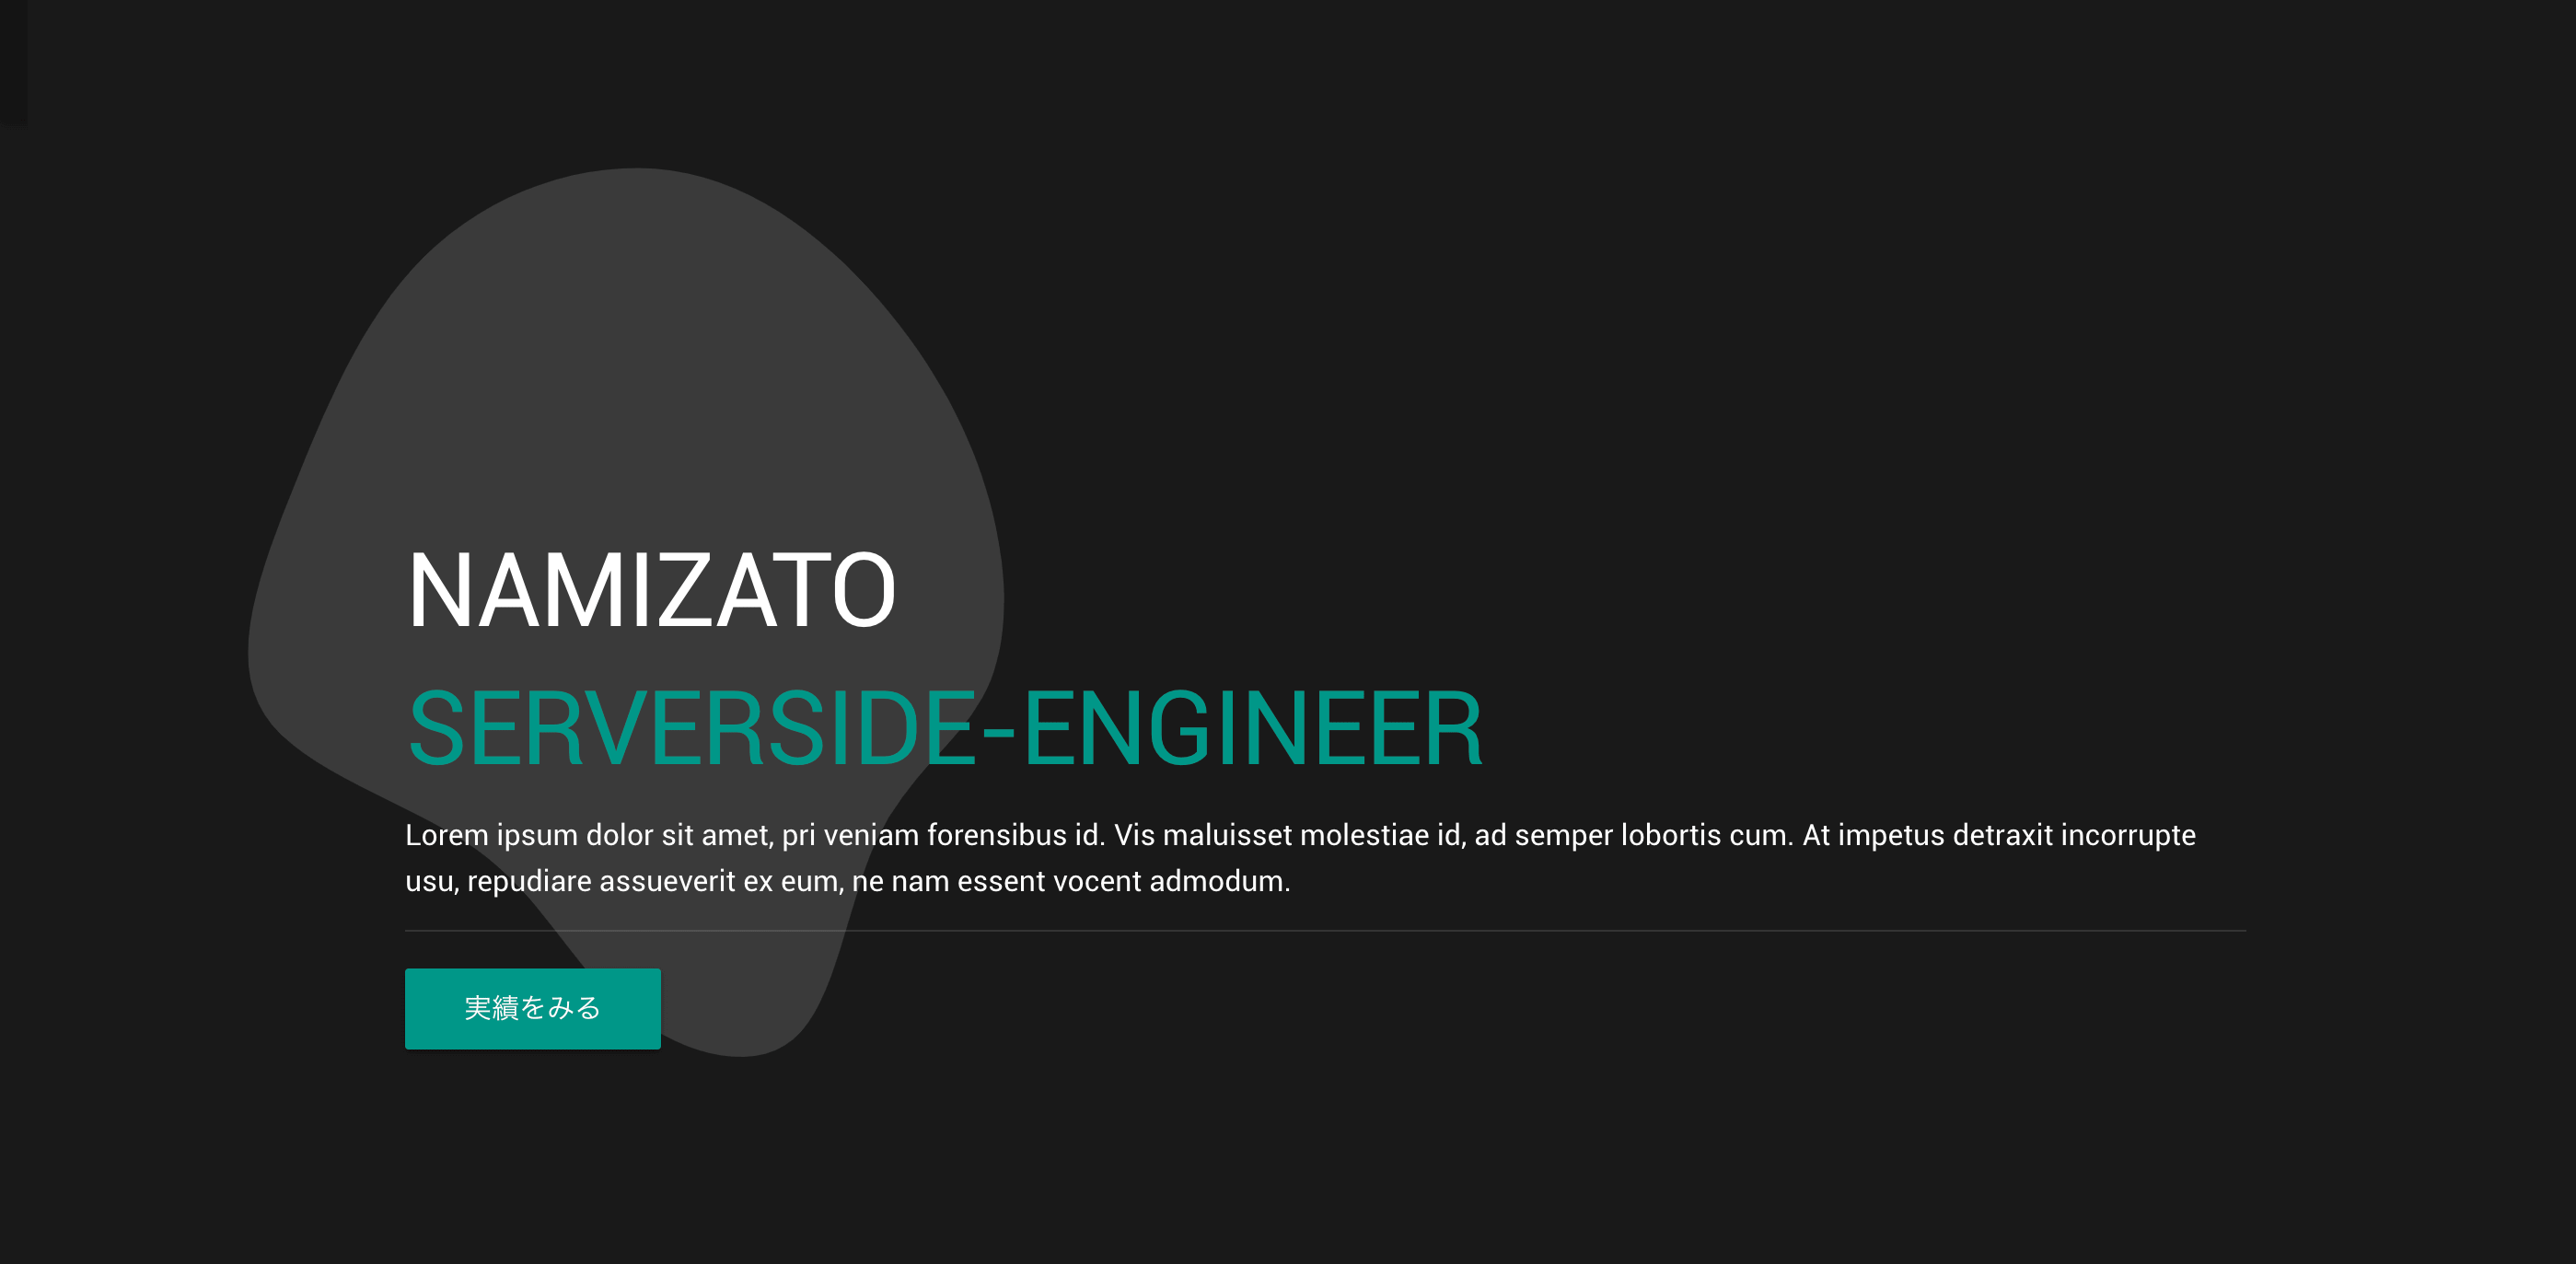 NAMIZATO
SERVERSIDE-ENGINEER
Lorem ipsum dolor sit amet, pri veniam forensibus id. Vis maluisset molestiae id, ad semper lobortis cum. At impetus detraxit incorrupte
usu, repudiare assueverit ex eum, ne nam essent vocent admodum.
実績をみる